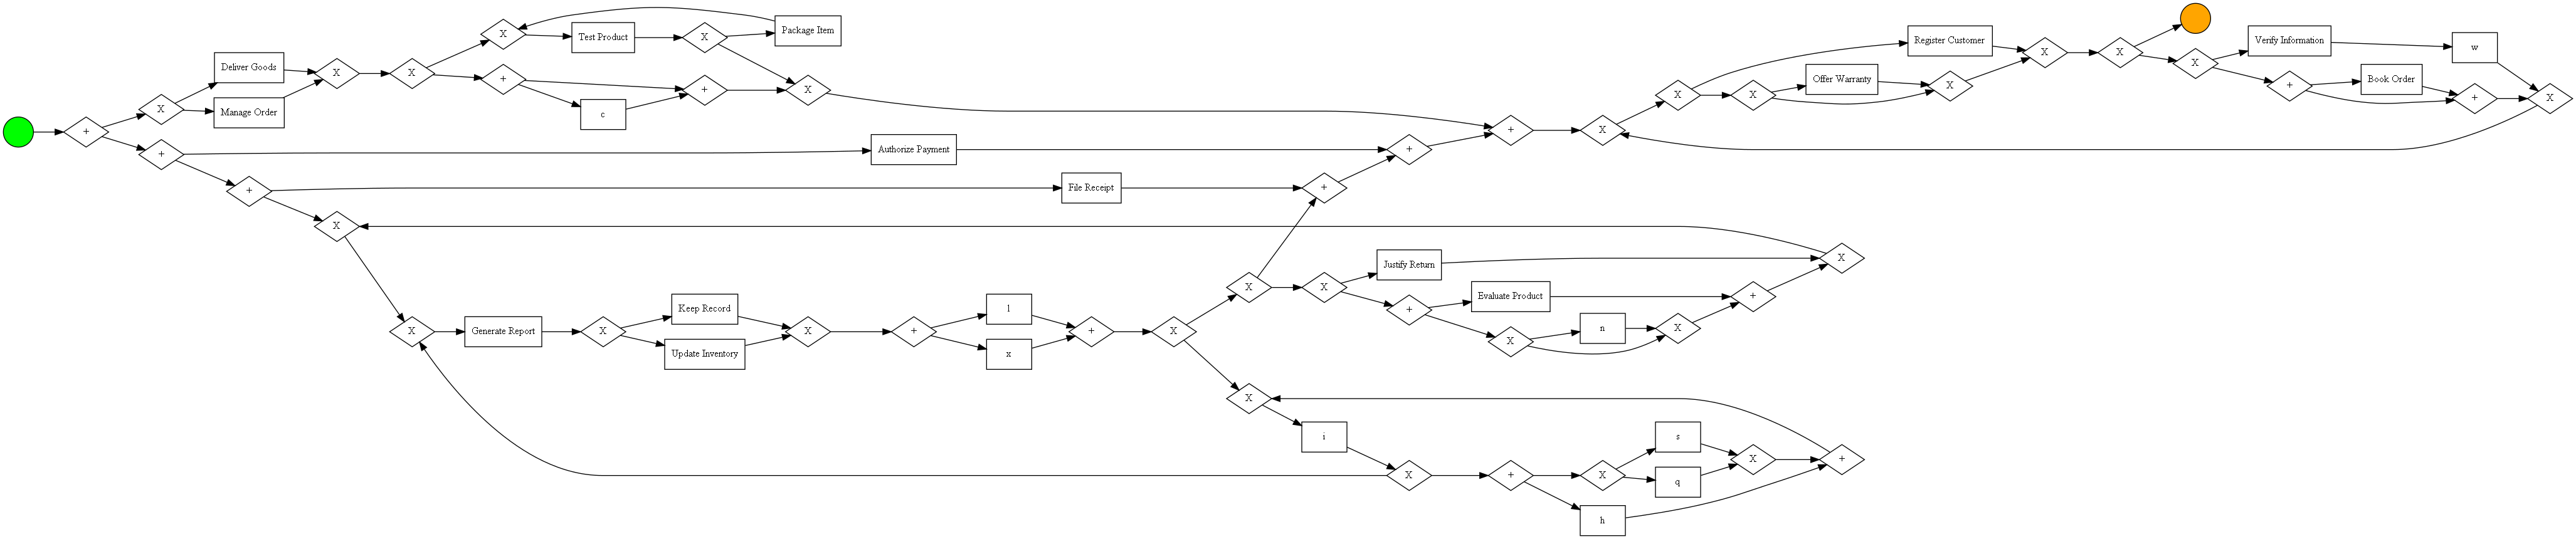 X
Package Item
Test Product
X
Register Customer
X
X
Verify Information
w
Deliver Goods
X
X
X
+
c
+
X
Offer Warranty
X
X
X
+
Book Order
+
X
X
Manage Order
+
+
Authorize Payment
+
+
X
+
File Receipt
+
X
Justify Return
X
X
X
+
Evaluate Product
+
X
n
X
X
Generate Report
X
Keep Record
Update Inventory
X
+
l
x
+
X
X
i
X
+
X
s
q
X
+
h